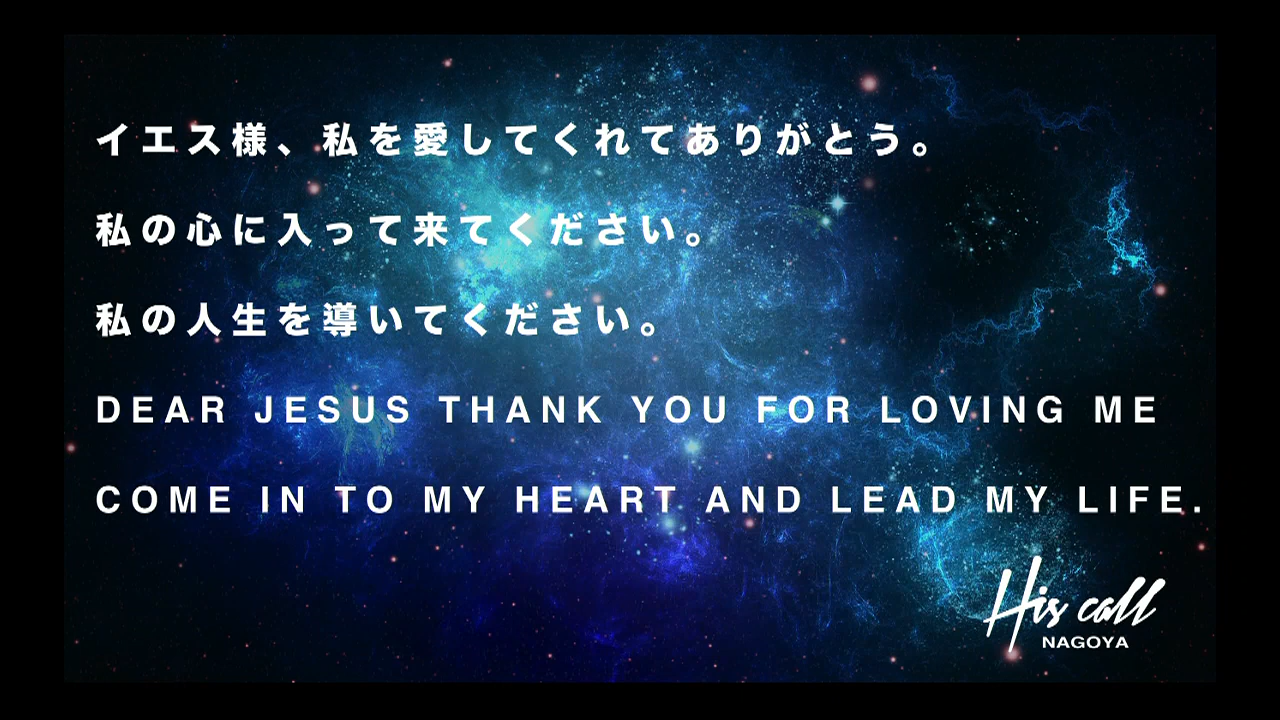 イエス様、私を愛してくれてありがとう。
私の心に入って来てください。
私の人生を導いてください。
DEAR JESUS THANK YOU FOR LOVING ME
COME IN TO MY HEART AND LEAD MY LIFE.
His call
NAGOYA